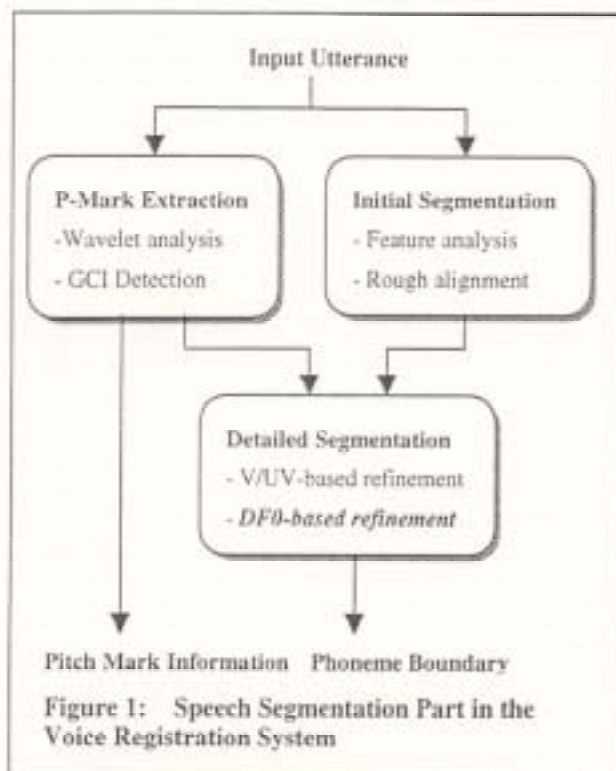 Input Utterance
P-Mark Extraction
-Wavelet analysis
- GCI Detection
Initial Segmentation
- Feature analysis
- Rough alignment
Detailed Segmentation
- V/UV-based refinement
- DF0-based refinement
Pitch Mark Information Phoneme Boundary
Figure 1: Speech Segmentation Part in the
Voice Registration System